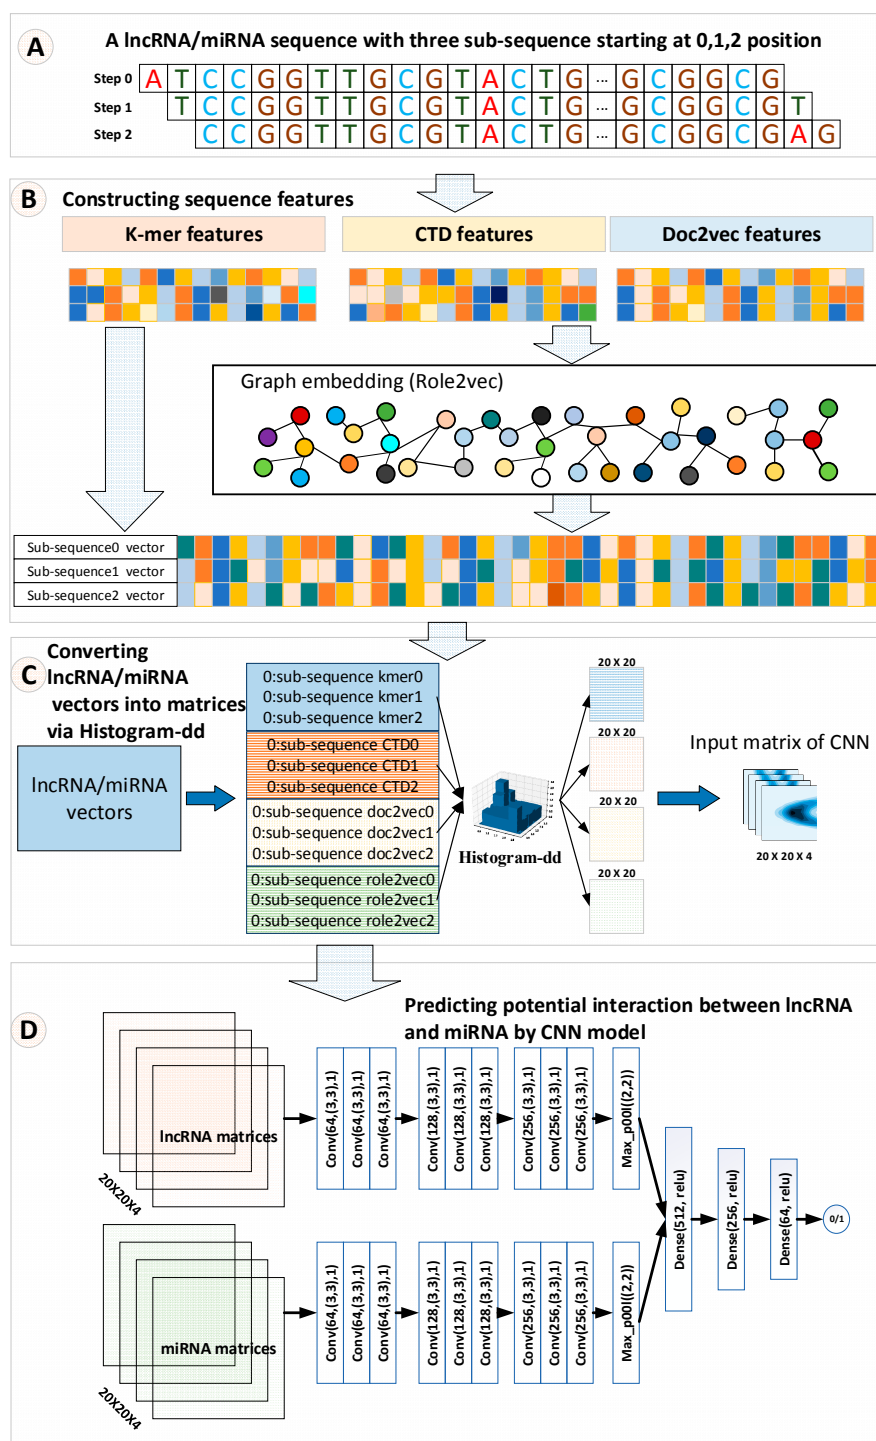 A
A lncRNA/miRNA sequence with three sub-sequence starting at 0,1,2 position
Step 0 A T C C G G T T G C G T A C T G ... G C G G C G
Step 1 T C C G G T T G C G T A C T G ... G C G G C G T
Step 2 C C G G T T G C G T A C T G ... G C G G C G A G
B
Constructing sequence features
K-mer features
CTD features
Doc2vec features
Graph embedding (Role2vec)
Sub-sequence0 vector
Sub-sequence1 vector
Sub-sequence2 vector
C
Converting
lncRNA/miRNA
vectors into matrices
via Histogram-dd
lncRNA/miRNA
vectors
0:sub-sequence kmer0
0:sub-sequence kmer1
0:sub-sequence kmer2
0:sub-sequence CTD0
0:sub-sequence CTD1
0:sub-sequence CTD2
0:sub-sequence doc2vec0
0:sub-sequence doc2vec1
0:sub-sequence doc2vec2
0:sub-sequence role2vec0
0:sub-sequence role2vec1
0:sub-sequence role2vec2
Histogram-dd
20 X 20
20 X 20
20 X 20
20 X 20
Input matrix of CNN
20 X 20 X 4
D
Predicting potential interaction between lncRNA
and miRNA by CNN model
lncRNA matrices
20X20X4
Conv(64,(3,3),1)
Conv(64,(3,3),1)
Conv(64,(3,3),1)
Conv(128,(3,3),1)
Conv(128,(3,3),1)
Conv(128,(3,3),1)
Conv(256,(3,3),1)
Conv(256,(3,3),1)
Conv(256,(3,3),1)
Max_p00l((2,2))
miRNA matrices
20X20X4
Conv(64,(3,3),1)
Conv(64,(3,3),1)
Conv(64,(3,3),1)
Conv(128,(3,3),1)
Conv(128,(3,3),1)
Conv(128,(3,3),1)
Conv(256,(3,3),1)
Conv(256,(3,3),1)
Conv(256,(3,3),1)
Max_p00l((2,2))
Dense(512, relu)
Dense(256, relu)
Dense(64, relu)
0/1